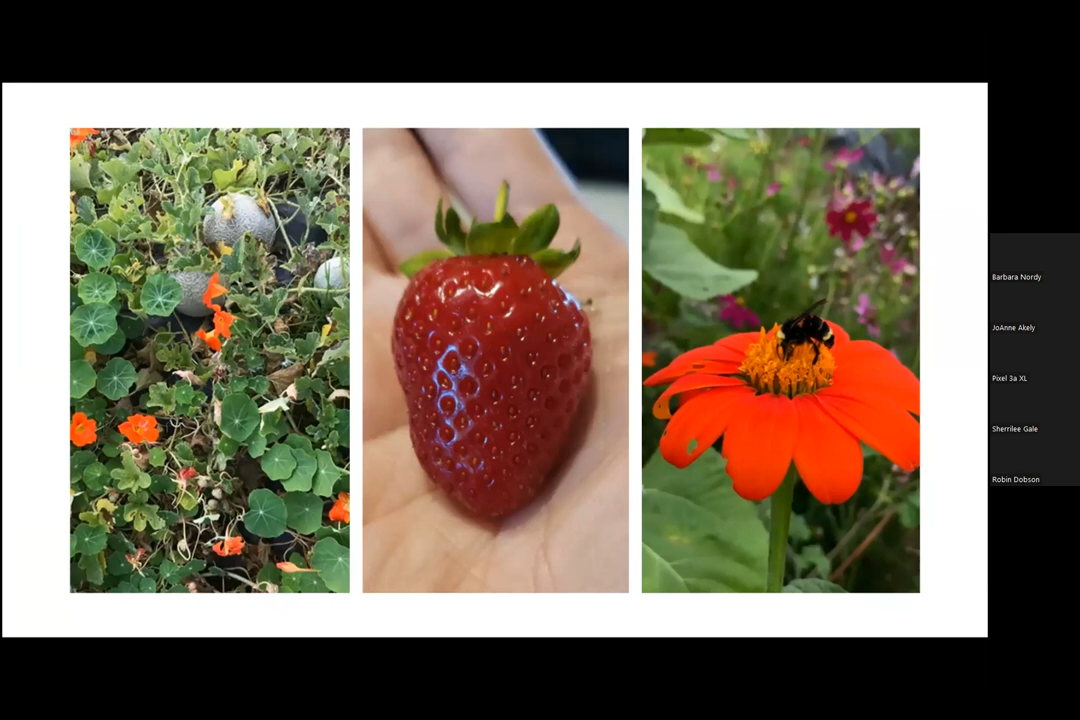 Barbara Nordy
JoAnne Akely
Pixel 3a XL
Sherrilee Gale
Robin Dobson